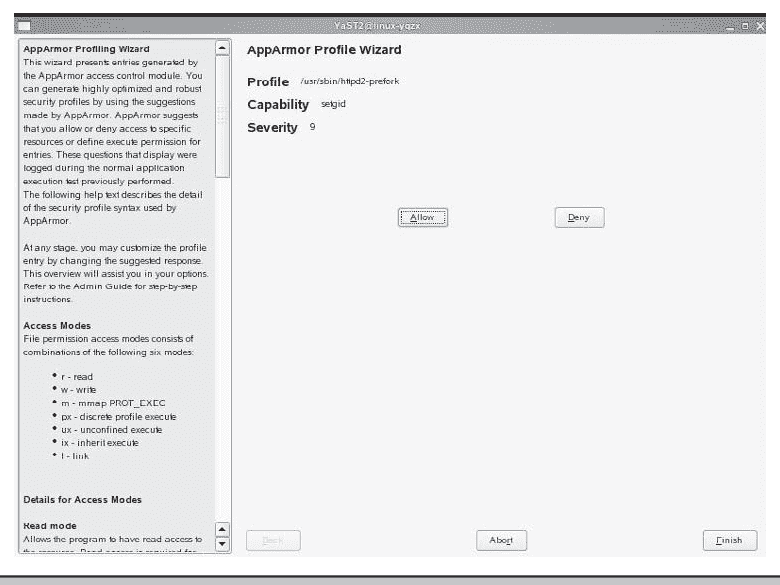 YaST2@linux-yqzx
AppArmor Profiling Wizard
This wizard presents entries generated by
the AppArmor access control module. You
can generate highly optimized and robust
security profiles by using the suggestions
made by AppArmor. AppArmor suggests
that you allow or deny access to specific
resources or define execute permission for
entries. These questions that display were
logged during the normal application
execution test previously performed.
The following help text describes the detail
of the security profile syntax used by
AppArmor.
At any stage, you may customize the profile
entry by changing the suggested response.
This overview will assist you in your options.
Refer to the Admin Guide for step-by-step
instructions.
Access Modes
File permission access modes consists of
combinations of the following six modes:
• r - read
• w - write
• m - mmap PROT_EXEC
• px - discrete profile execute
• ux - unconfined execute
• ix - inherit execute
• l - link
Details for Access Modes
Read mode
Allows the program to have read access to
the resource. Read access is required for
AppArmor Profile Wizard
Profile /usr/sbin/httpd2-prefork
Capability setgid
Severity 9
Allow
Deny
Back
Abort
Finish